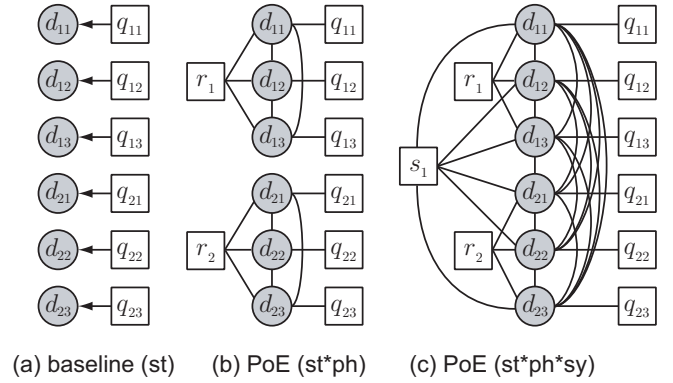 d11 q11 d11 q11 d11 q11
d12 q12 r1 d12 q12 r1 d12 q12
d13 q13 d13 q13 d13 q13
s1
d21 q21 d21 q21 d21 q21
d22 q22 r2 d22 q22 r2 d22 q22
d23 q23 d23 q23 d23 q23
(a) baseline (st) (b) PoE (st*ph) (c) PoE (st*ph*sy)